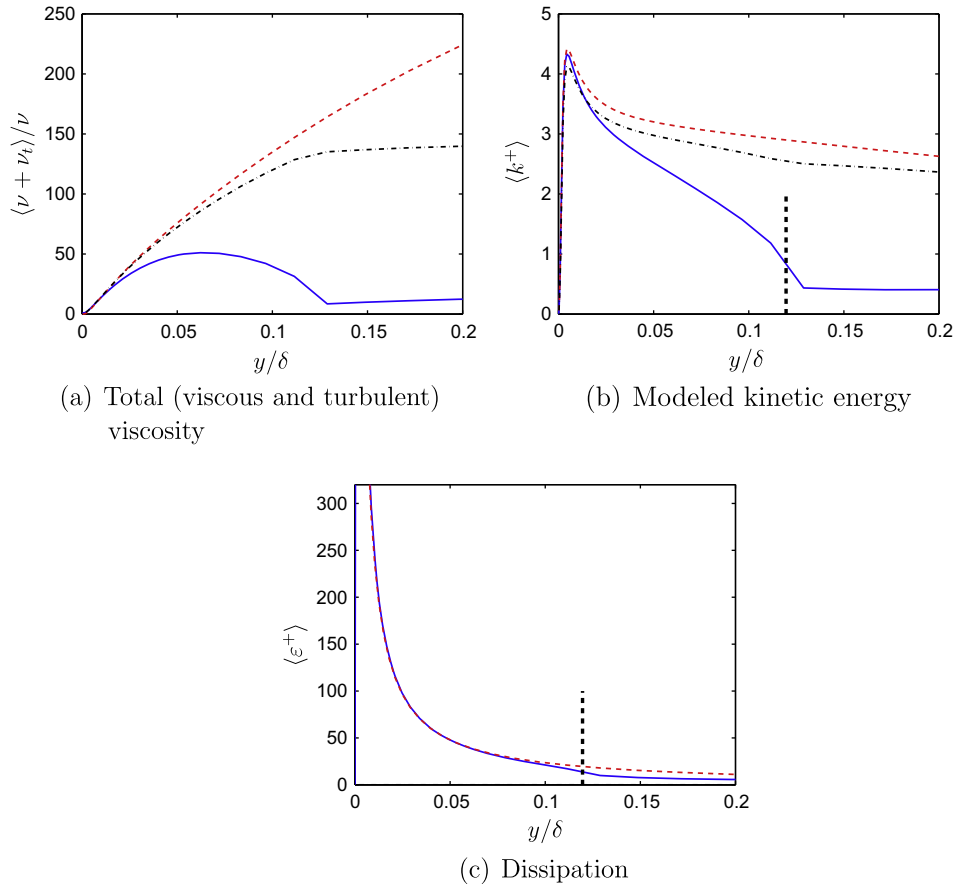 250
200
150
100
50
0
0 0.05 0.1 0.15 0.2
⟨ν + ν_t⟩/ν
y/δ
(a) Total (viscous and turbulent)
viscosity
5
4
3
2
1
0
0 0.05 0.1 0.15 0.2
⟨k⁺⟩
y/δ
(b) Modeled kinetic energy
300
250
200
150
100
50
0
0 0.05 0.1 0.15 0.2
⟨ε⁺⟩
y/δ
(c) Dissipation